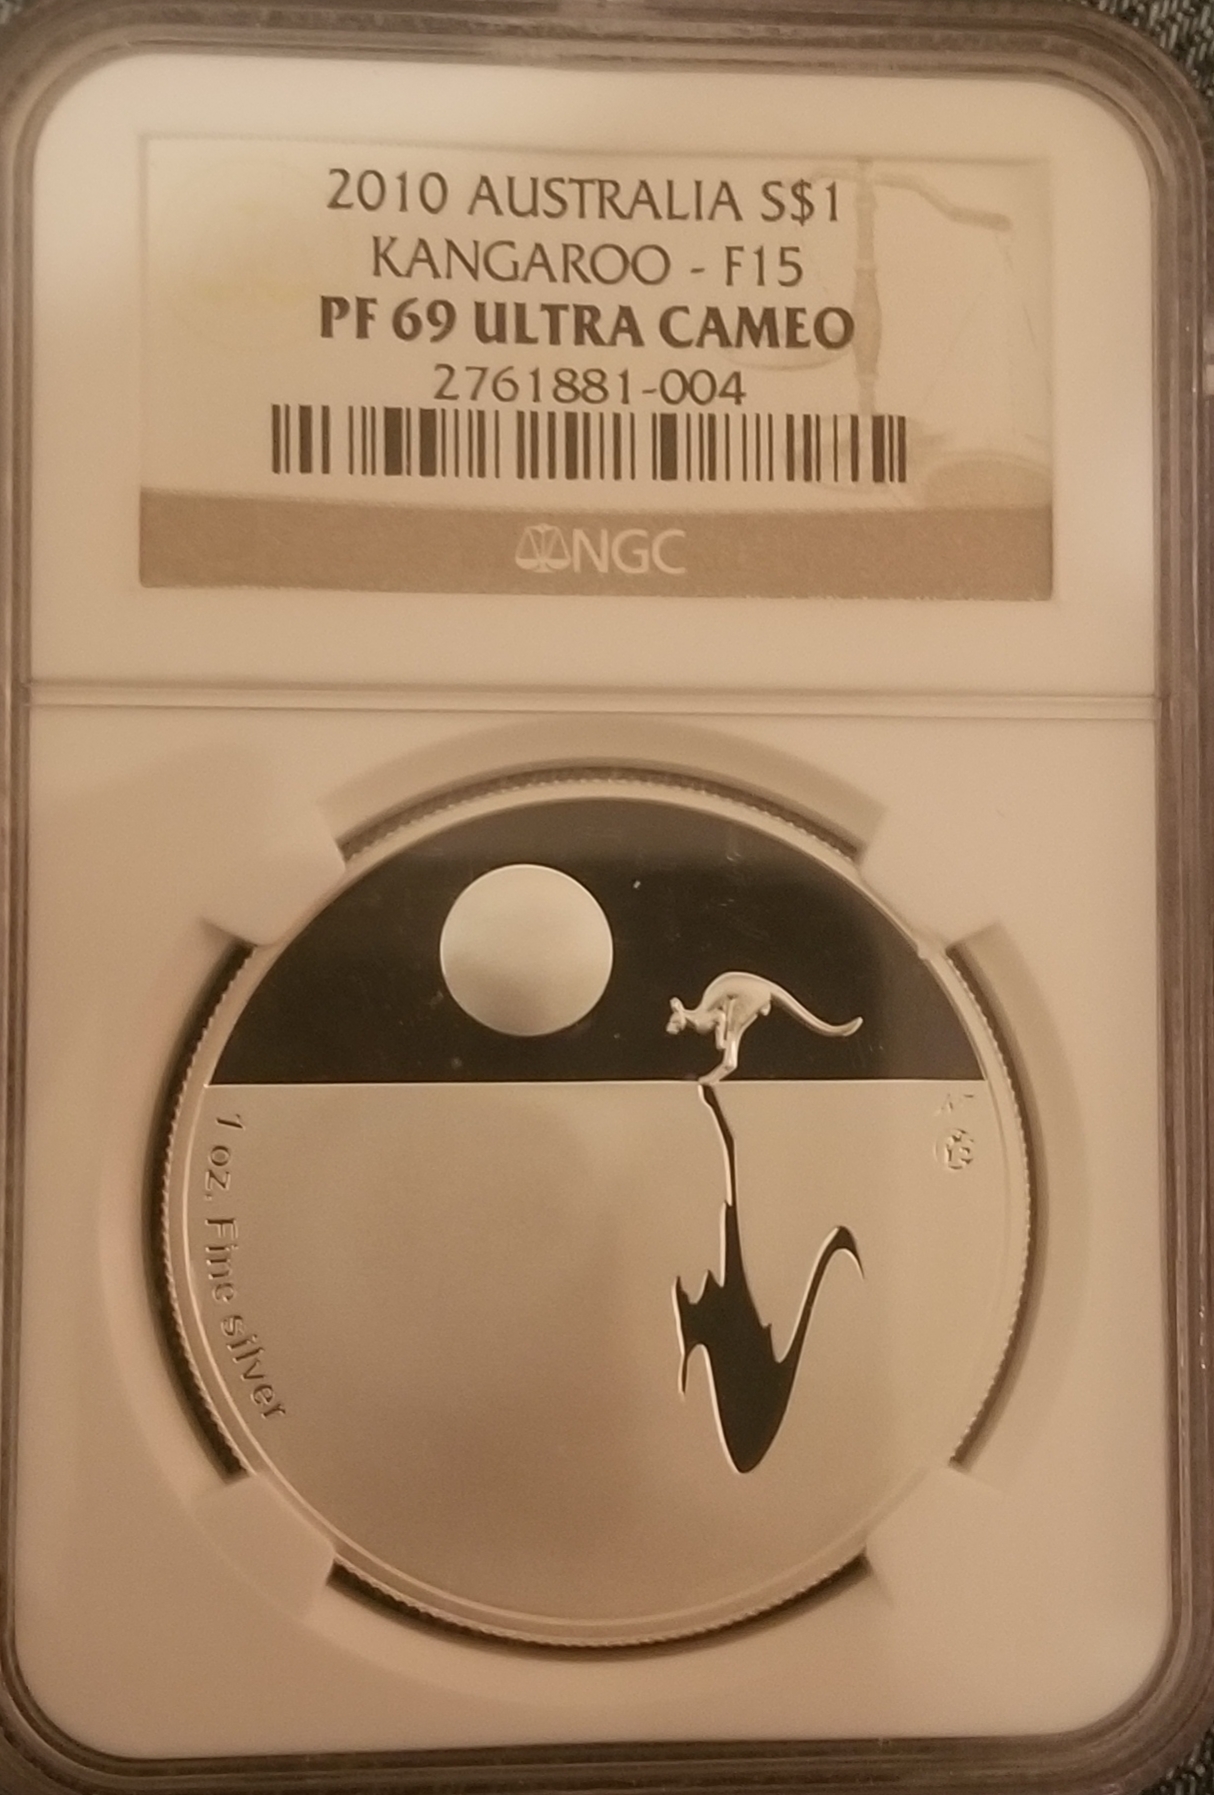 2010 AUSTRALIA S$1
KANGAROO - F15
PF 69 ULTRA CAMEO
2761881-004
NGC
1 oz. Fine silver